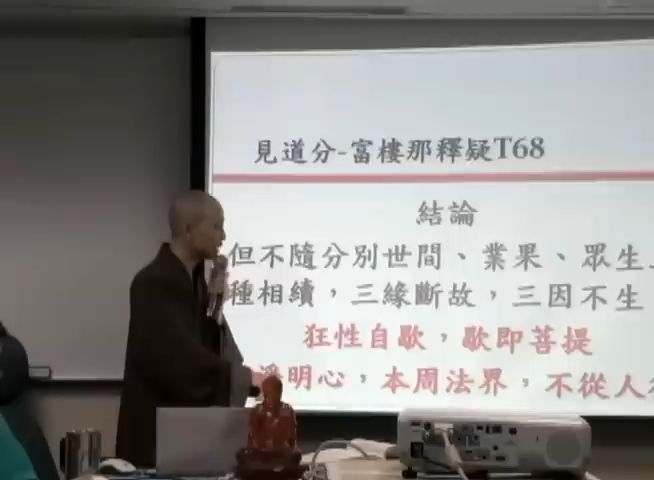 見道分-富樓那釋疑T68
結論
但不隨分別世間、業果、眾生
種相續，三緣斷故，三因不生
狂性自歇，歇即菩提
淨明心，本周法界，不從人